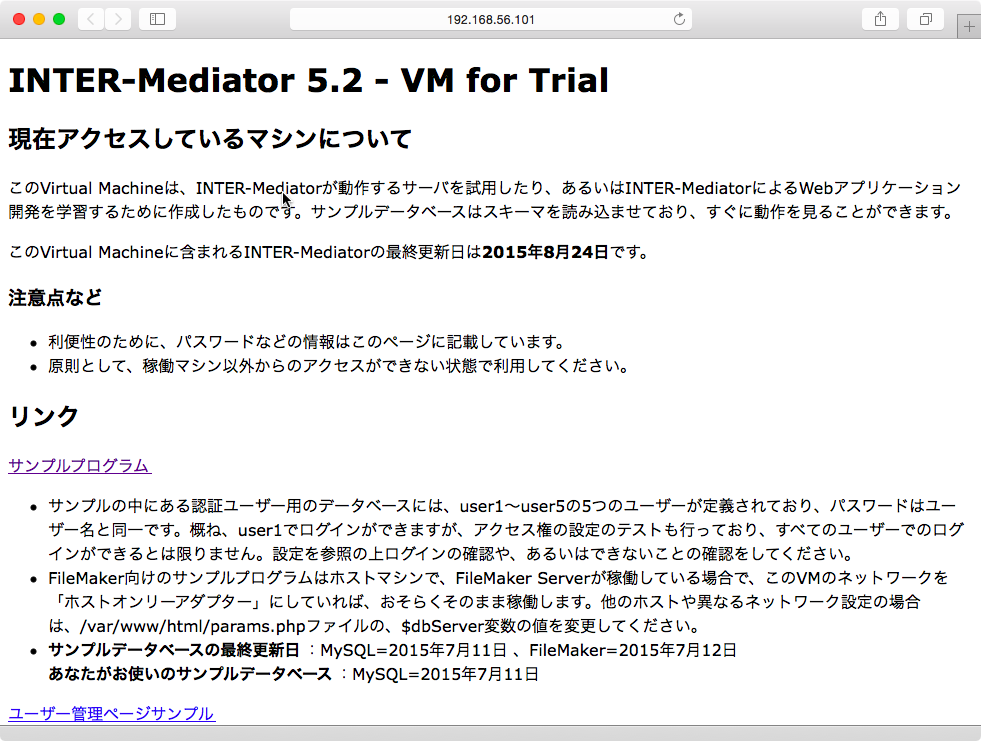 192.168.56.101
INTER-Mediator 5.2 - VM for Trial
現在アクセスしているマシンについて
このVirtual Machineは、INTER-Mediatorが動作するサーバを試用したり、あるいはINTER-MediatorによるWebアプリケーション
開発を学習するために作成したものです。サンプルデータベースはスキーマを読み込ませており、すぐに動作を見ることができます。
このVirtual Machineに含まれるINTER-Mediatorの最終更新日は2015年8月24日です。
注意点など
• 利便性のために、パスワードなどの情報はこのページに記載しています。
• 原則として、稼働マシン以外からのアクセスができない状態で利用してください。
リンク
サンプルプログラム
• サンプルの中にある認証ユーザー用のデータベースには、user1〜user5の5つのユーザーが定義されており、パスワードはユー
ザー名と同一です。概ね、user1でログインができますが、アクセス権の設定のテストも行っており、すべてのユーザーでのログ
インができるとは限りません。設定を参照の上ログインの確認や、あるいはできないことの確認をしてください。
• FileMaker向けのサンプルプログラムはホストマシンで、FileMaker Serverが稼働している場合で、このVMのネットワークを
「ホストオンリーアダプター」にしていれば、おそらくそのまま稼働します。他のホストや異なるネットワーク設定の場合
は、/var/www/html/params.phpファイルの、$dbServer変数の値を変更してください。
• サンプルデータベースの最終更新日 ：MySQL=2015年7月11日 、FileMaker=2015年7月12日
あなたがお使いのサンプルデータベース ：MySQL=2015年7月11日
ユーザー管理ページサンプル